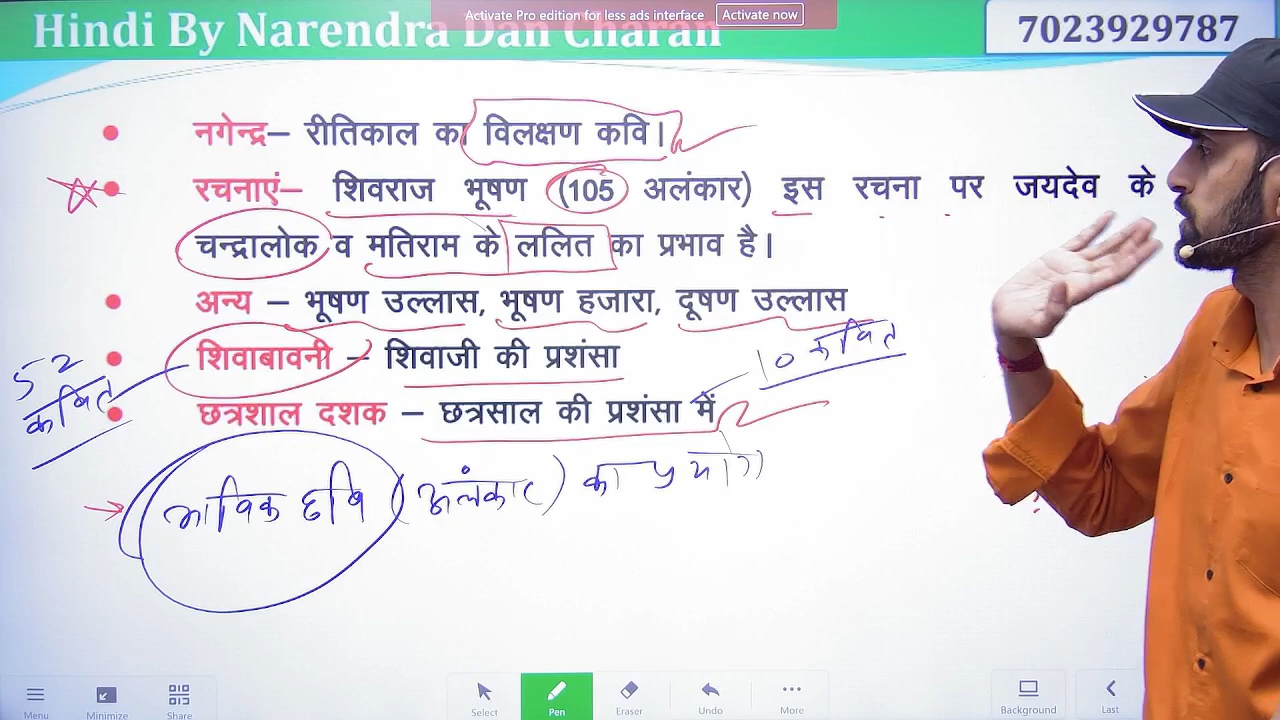 Activate Pro edition for less ads interface Activate now
Hindi By Narendra Dan Charan 7023929787
• नगेन्द्र– रीतिकाल का विलक्षण कवि।
• रचनाएं– शिवराज भूषण (105 अलंकार) इस रचना पर जयदेव के
चन्द्रालोक व मतिराम के ललित का प्रभाव है।
• अन्य – भूषण उल्लास, भूषण हजारा, दूषण उल्लास
• शिवाबावनी – शिवाजी की प्रशंसा
10 कवित
52
कवित
• छत्रशाल दशक – छत्रसाल की प्रशंसा में
भाविक छवि (अलंकार) का प्रयोग
Menu Minimize Share Select Pen Eraser Undo More Background Last